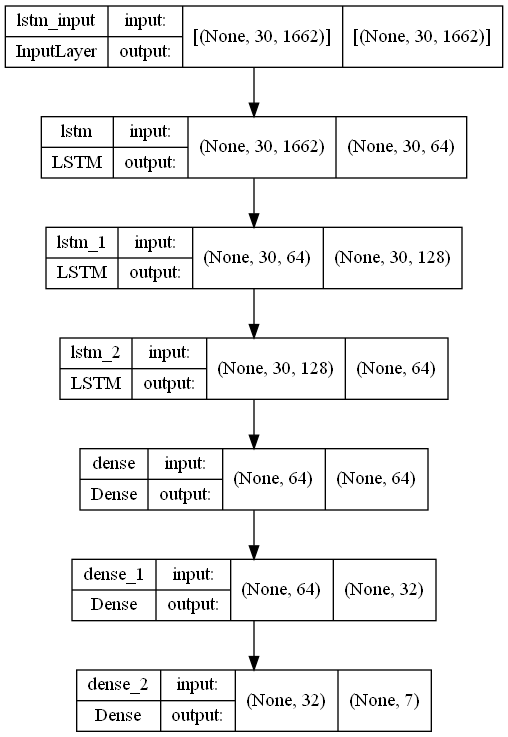 lstm_input input: [(None, 30, 1662)] [(None, 30, 1662)]
InputLayer output:
lstm input: (None, 30, 1662) (None, 30, 64)
LSTM output:
lstm_1 input: (None, 30, 64) (None, 30, 128)
LSTM output:
lstm_2 input: (None, 30, 128) (None, 64)
LSTM output:
dense input: (None, 64) (None, 64)
Dense output:
dense_1 input: (None, 64) (None, 32)
Dense output:
dense_2 input: (None, 32) (None, 7)
Dense output: